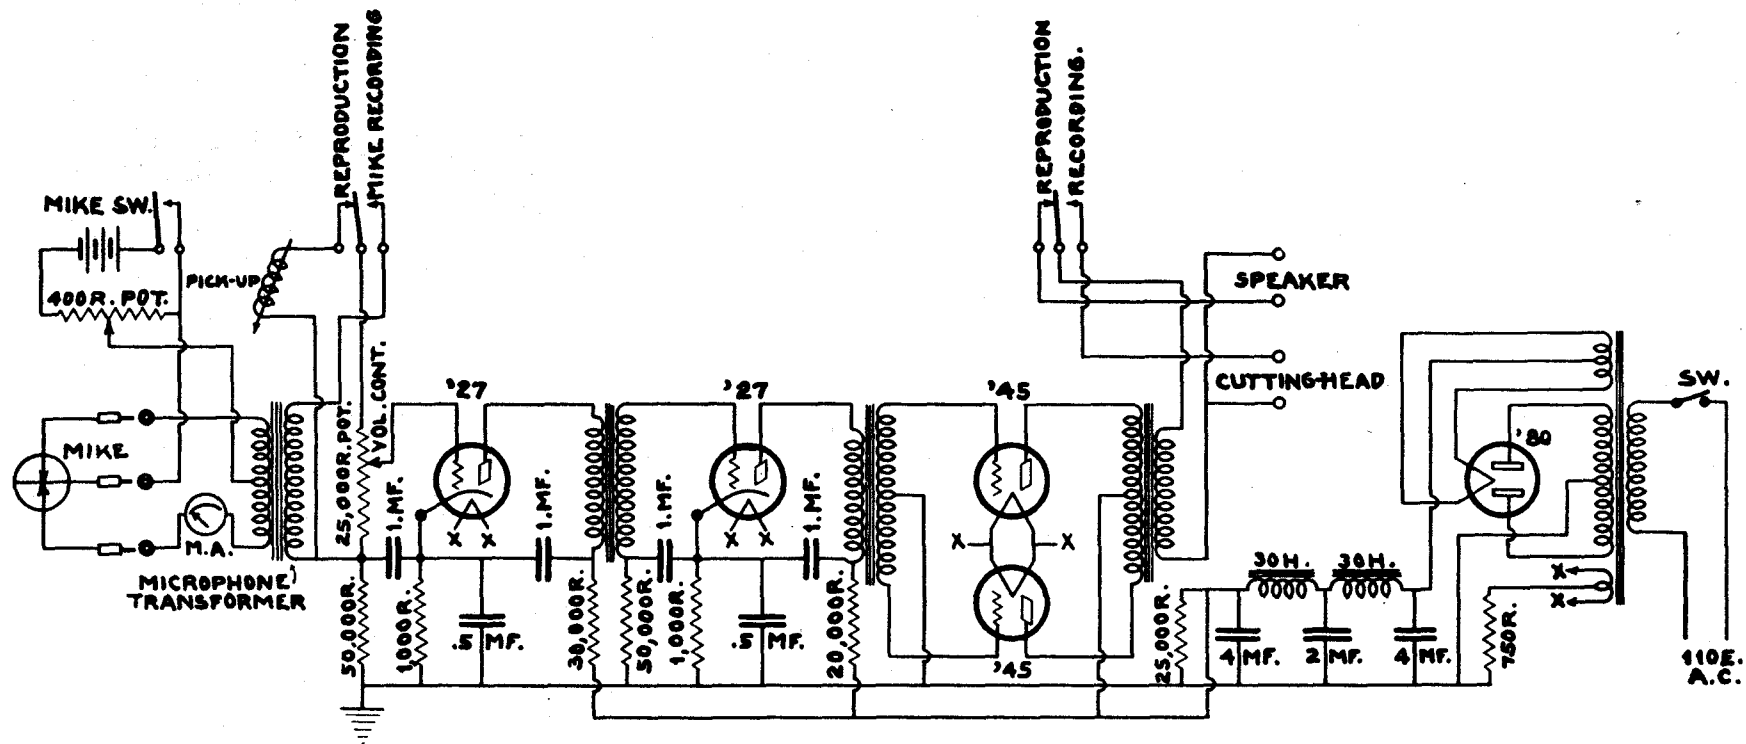 REPRODUCTION
MIKE RECORDING
REPRODUCTION
RECORDING.
MIKE SW.
PICK-UP
SPEAKER
400R. POT.
VOL. CONT.
CUTTING-HEAD
SW.
'27
'27
'45
25,000R. POT.
'80
MIKE
1. MF.
1. MF.
1. MF.
1. MF.
M.A.
X X
X X
X
X
MICROPHONE
TRANSFORMER
30H.
30H.
X
X
50,000R.
1000R.
.5 MF.
30,000R.
50,000R.
1,000R.
.5 MF.
20,000R.
'45
25,000R.
4 MF.
2 MF.
4 MF.
750R.
110E.
A.C.